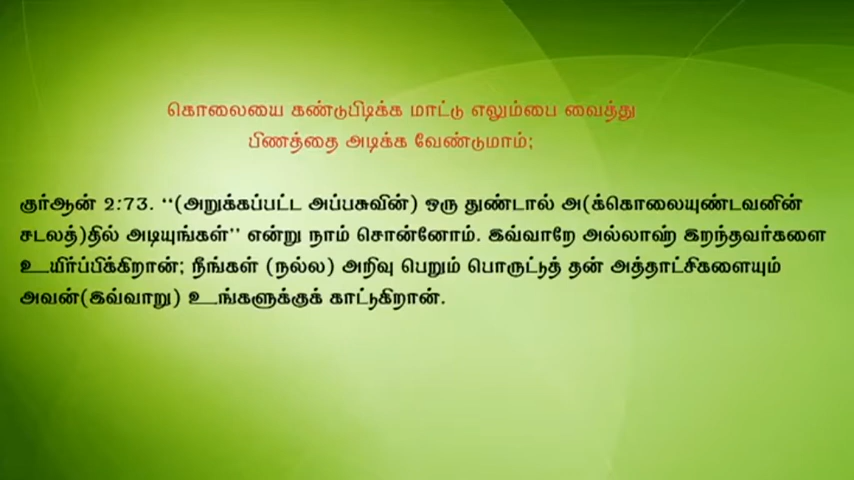 கொலையை கண்டுபிடிக்க மாட்டு எலும்பை வைத்து
பிணத்தை அடிக்க வேண்டுமாம்;
குர்ஆன் 2:73. ‘‘(அறுக்கப்பட்ட அப்பசுவின்) ஒரு துண்டால் அ(க்கொலையுண்டவனின்
சடலத்)தில் அடியுங்கள்’’ என்று நாம் சொன்னோம். இவ்வாறே அல்லாஹ் இறந்தவர்களை
உயிர்ப்பிக்கிறான்; நீங்கள் (நல்ல) அறிவு பெறும் பொருட்டுத் தன் அத்தாட்சிகளையும்
அவன்(இவ்வாறு) உங்களுக்குக் காட்டுகிறான்.